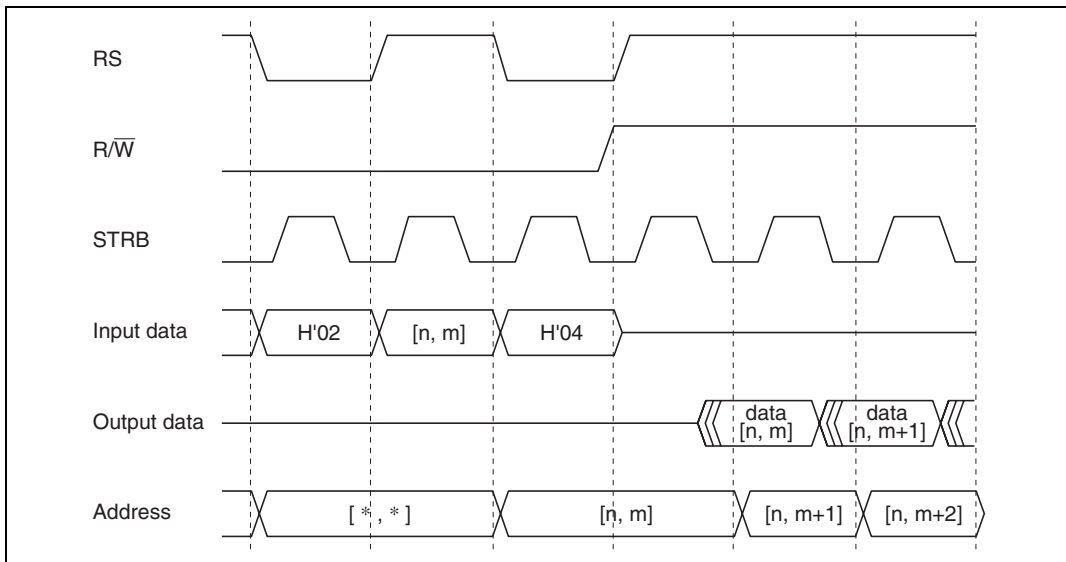 RS
R/W̅
STRB
Input data H'02 [n, m] H'04
Output data data [n, m] data [n, m+1]
Address [ * , * ] [n, m] [n, m+1] [n, m+2]